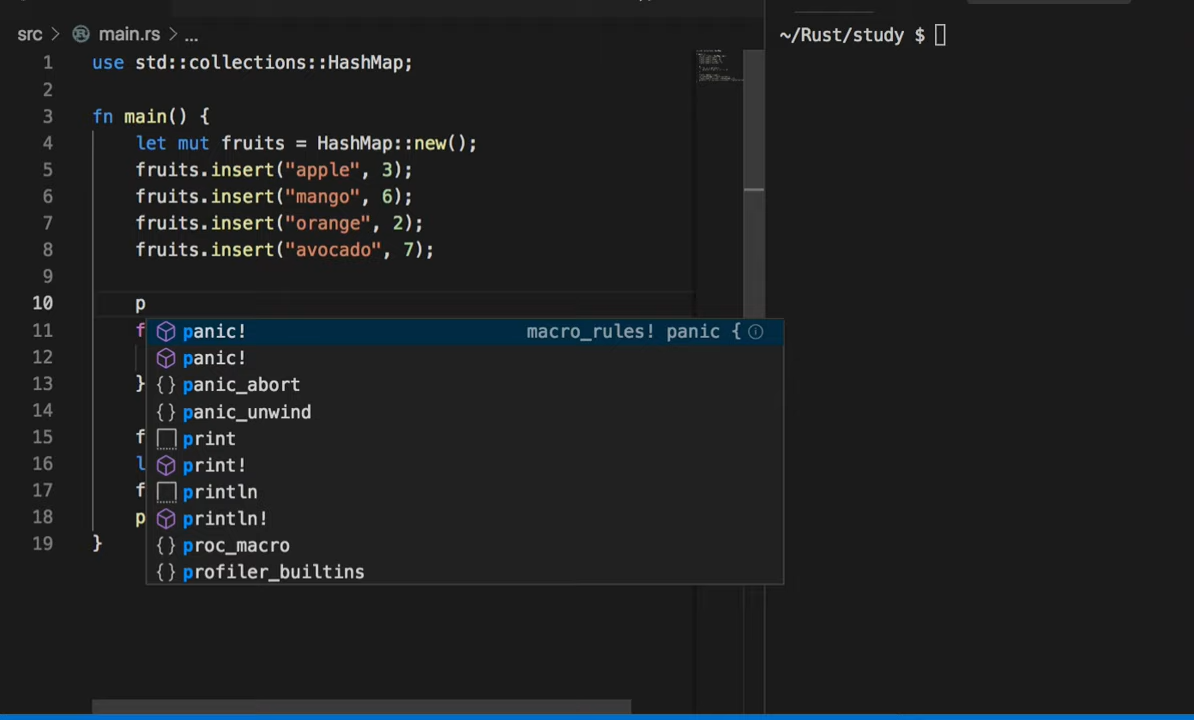 src > main.rs > ...
~/Rust/study $
1 use std::collections::HashMap;
2
3 fn main() {
4 let mut fruits = HashMap::new();
5 fruits.insert("apple", 3);
6 fruits.insert("mango", 6);
7 fruits.insert("orange", 2);
8 fruits.insert("avocado", 7);
9
10 p
11 f panic! macro_rules! panic {
12 panic!
13 } panic_abort
14 panic_unwind
15 f print
16 l print!
17 f println
18 p println!
19 } proc_macro
profiler_builtins